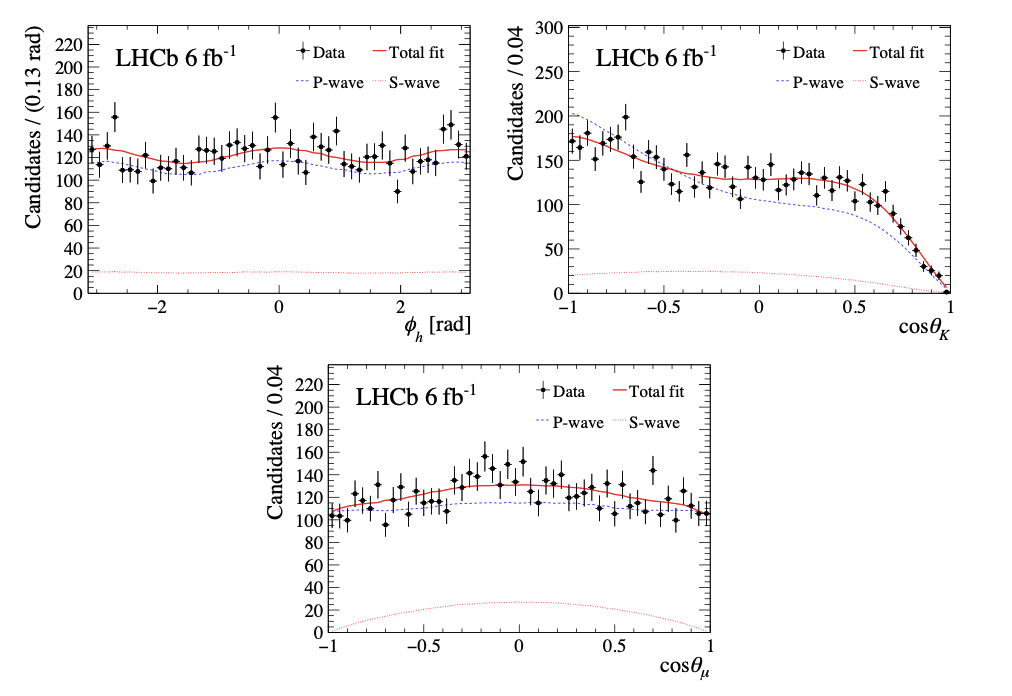 LHCb 6 fb-1
Data
Total fit
P-wave
S-wave
Candidates / (0.13 rad)
220
200
180
160
140
120
100
80
60
40
20
0
−2
0
2
ϕh [rad]
LHCb 6 fb-1
Data
Total fit
P-wave
S-wave
Candidates / 0.04
300
250
200
150
100
50
0
−1
−0.5
0
0.5
1
cosθK
LHCb 6 fb-1
Data
Total fit
P-wave
S-wave
Candidates / 0.04
220
200
180
160
140
120
100
80
60
40
20
0
−1
−0.5
0
0.5
1
cosθμ